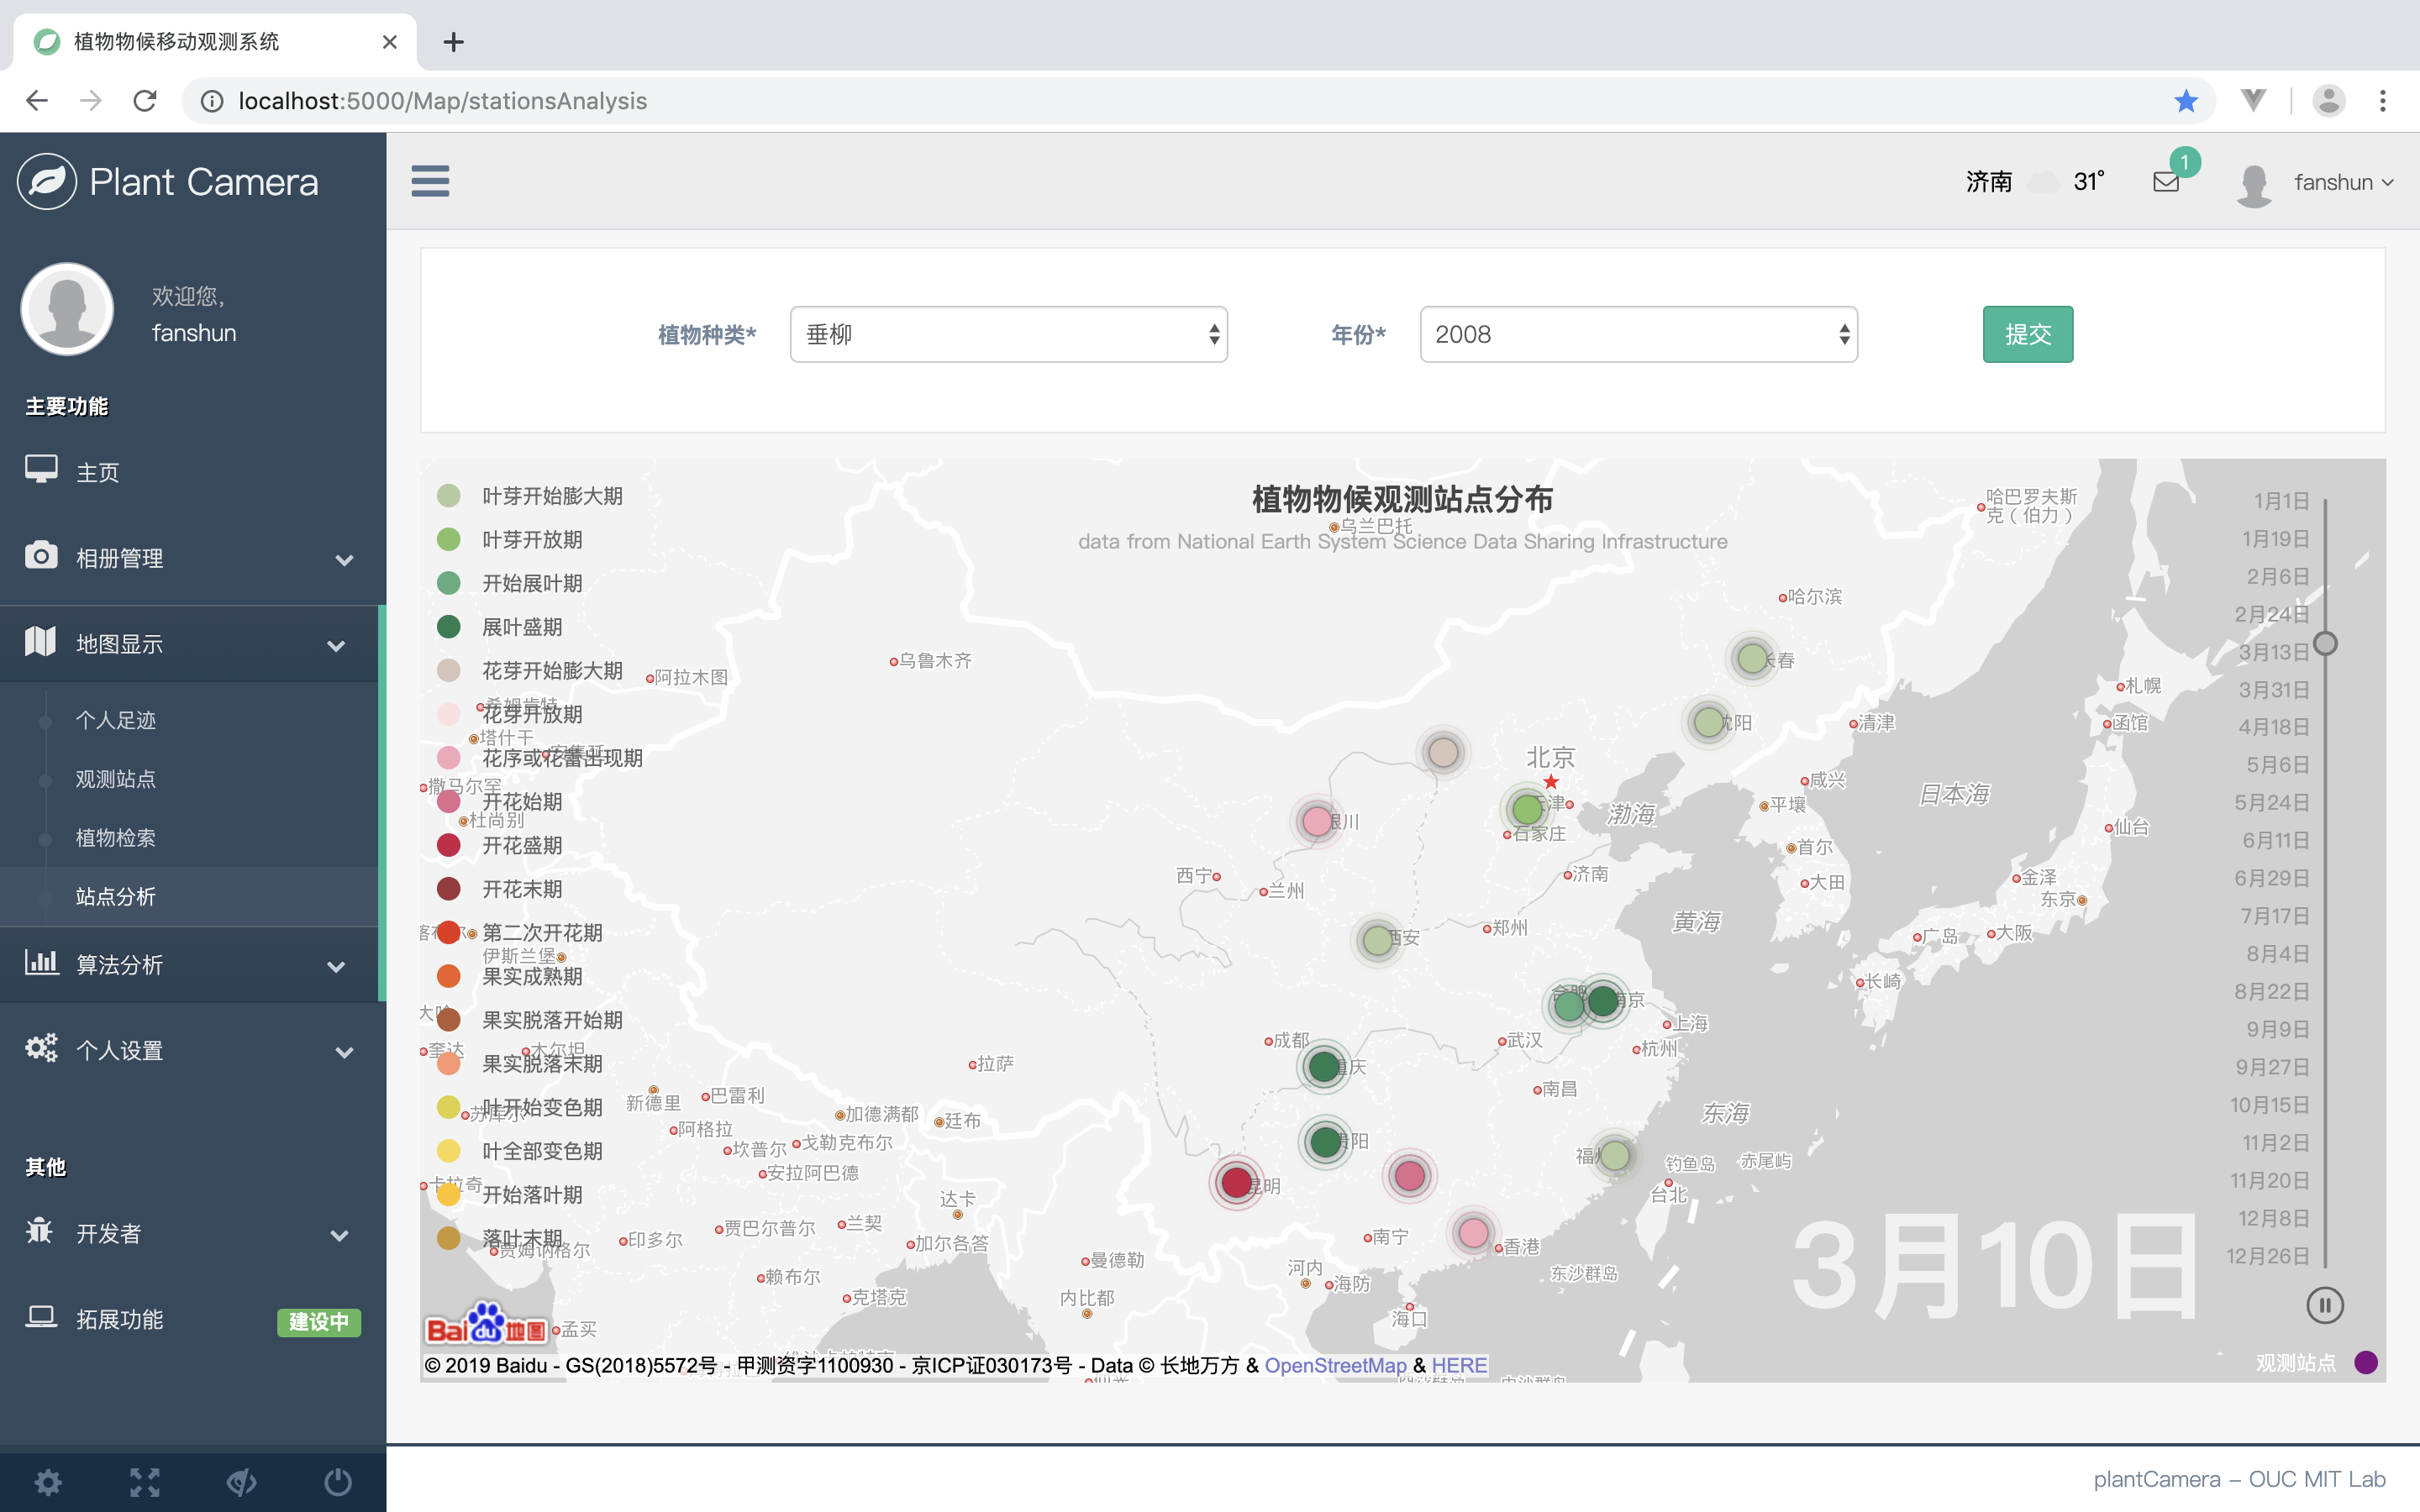 植物物候移动观测系统
localhost:5000/Map/stationsAnalysis
Plant Camera
济南 31° 1 fanshun
欢迎您,
fanshun
主要功能
主页
相册管理
地图显示
个人足迹
观测站点
植物检索
站点分析
算法分析
个人设置
其他
开发者
拓展功能 建设中
植物种类* 垂柳 年份* 2008 提交
植物物候观测站点分布
data from National Earth System Science Data Sharing Infrastructure
叶芽开始膨大期
叶芽开放期
开始展叶期
展叶盛期
花芽开始膨大期
花芽开放期
花序或花蕾出现期
开花始期
开花盛期
开花末期
第二次开花期
果实成熟期
果实脱落开始期
果实脱落末期
叶开始变色期
叶全部变色期
开始落叶期
落叶末期
乌兰巴托
哈巴罗夫斯
克（伯力）
哈尔滨
长春
乌鲁木齐
阿拉木图
札幌
函馆
清津
沈阳
塔什干
北京
天津
石家庄
渤海
咸兴
平壤
日本海
撒马尔罕
杜尚别
银川
仙台
首尔
大田
金泽
东京
西宁
兰州
济南
黄海
郑州
西安
广岛
大阪
长崎
伊斯兰堡
合肥
南京
上海
杭州
武汉
成都
重庆
拉萨
奎达
木尔坦
南昌
新德里
巴雷利
加德满都
廷布
阿格拉
坎普尔
戈勒克布尔
安拉阿巴德
东海
贵阳
福州
钓鱼岛
赤尾屿
台北
卡拉奇
昆明
达卡
印多尔
贾巴尔普尔
兰契
加尔各答
南宁
香港
贾姆讷格尔
曼德勒
河内
海防
东沙群岛
赖布尔
克塔克
内比都
海口
孟买
1月1日
1月19日
2月6日
2月24日
3月13日
3月31日
4月18日
5月6日
5月24日
6月11日
6月29日
7月17日
8月4日
8月22日
9月9日
9月27日
10月15日
11月2日
11月20日
12月8日
12月26日
3月10日
观测站点
Bai du 地图
© 2019 Baidu - GS(2018)5572号 - 甲测资字1100930 - 京ICP证030173号 - Data © 长地万方 & OpenStreetMap & HERE
plantCamera – OUC MIT Lab